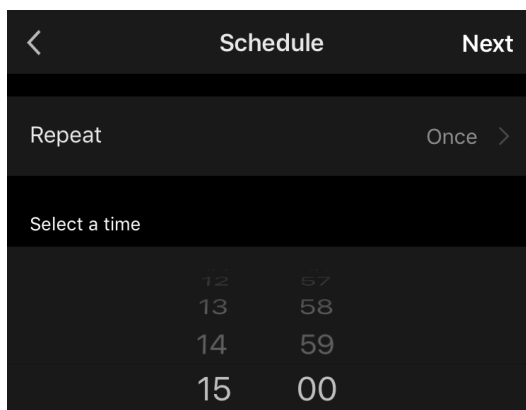 Schedule Next
Repeat Once
Select a time
12 57
13 58
14 59
15 00